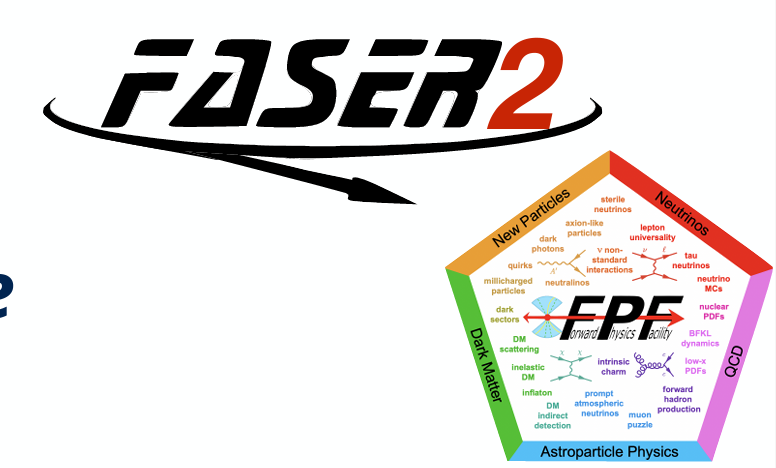 FASER2
New Particles
Neutrinos
sterile
neutrinos
axion-like
particles
lepton
universality
dark
photons
ν non-
standard
interactions
ν
ℓ
tau
neutrinos
quirks
A'
neutralinos
neutrino
MCs
millicharged
particles
nuclear
PDFs
dark
sectors
FPF
Forward Physics Facility
BFKL
dynamics
DM
scattering
Dark Matter
QCD
inelastic
DM
X
X
intrinsic
charm
c
c
low-x
PDFs
inflaton
prompt
atmospheric
neutrinos
forward
hadron
production
DM
indirect
detection
muon
puzzle
Astroparticle Physics